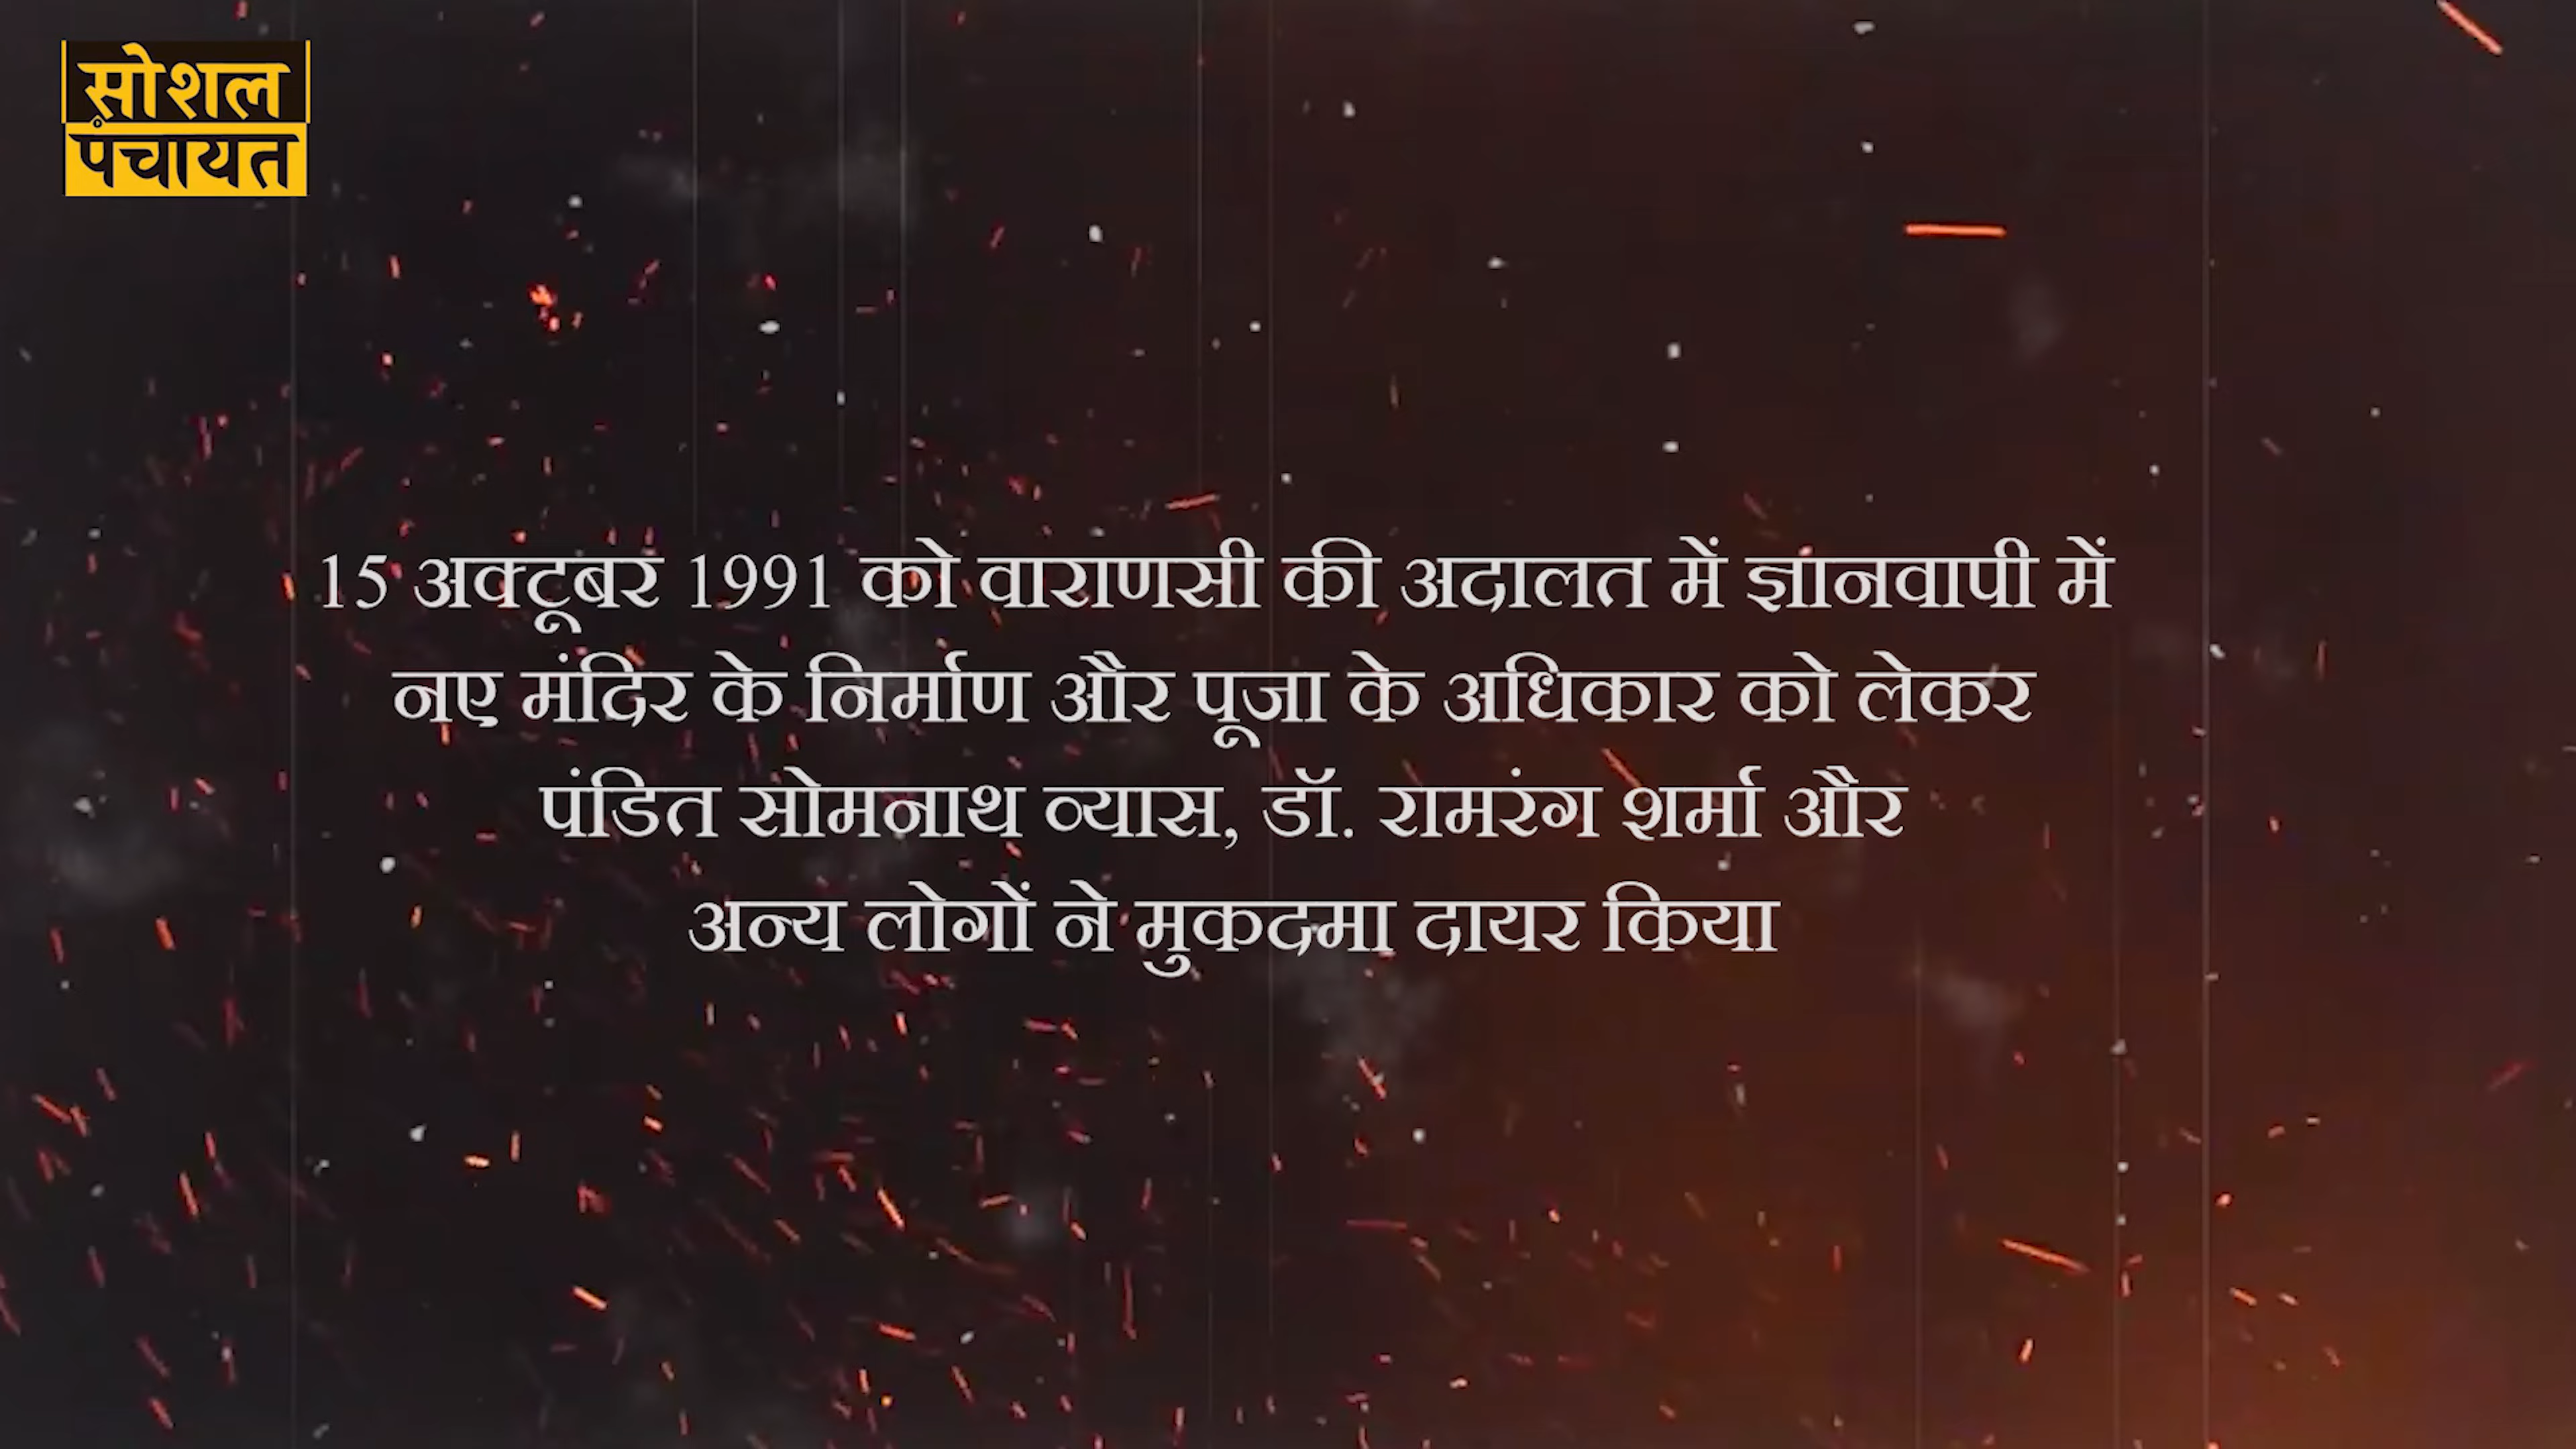 सोशल
पंचायत
15 अक्टूबर 1991 को वाराणसी की अदालत में ज्ञानवापी में
नए मंदिर के निर्माण और पूजा के अधिकार को लेकर
पंडित सोमनाथ व्यास, डॉ. रामरंग शर्मा और
अन्य लोगों ने मुकदमा दायर किया